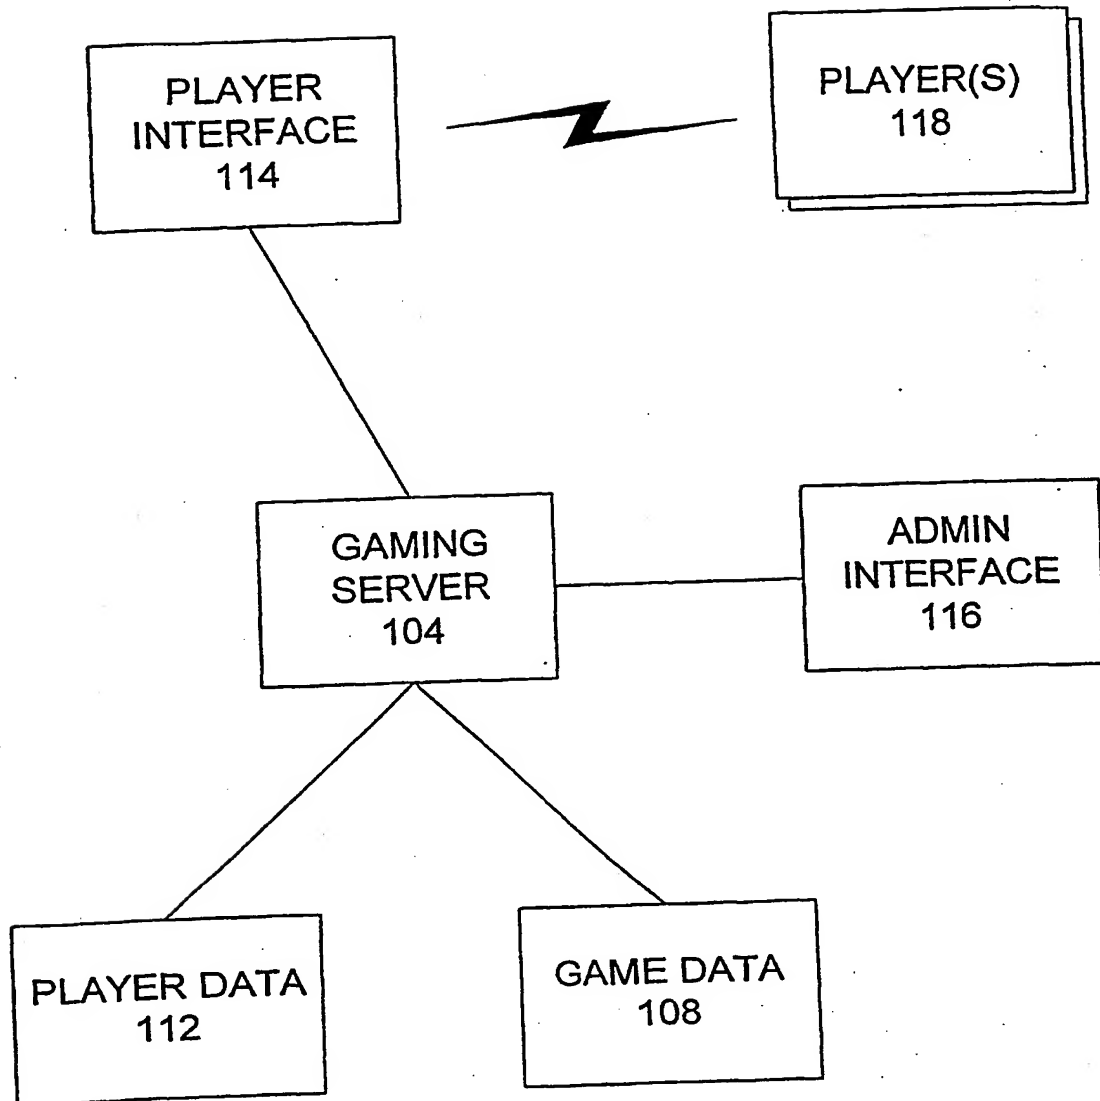 PLAYER
INTERFACE
114
PLAYER(S)
118
GAMING
SERVER
104
ADMIN
INTERFACE
116
PLAYER DATA
112
GAME DATA
108